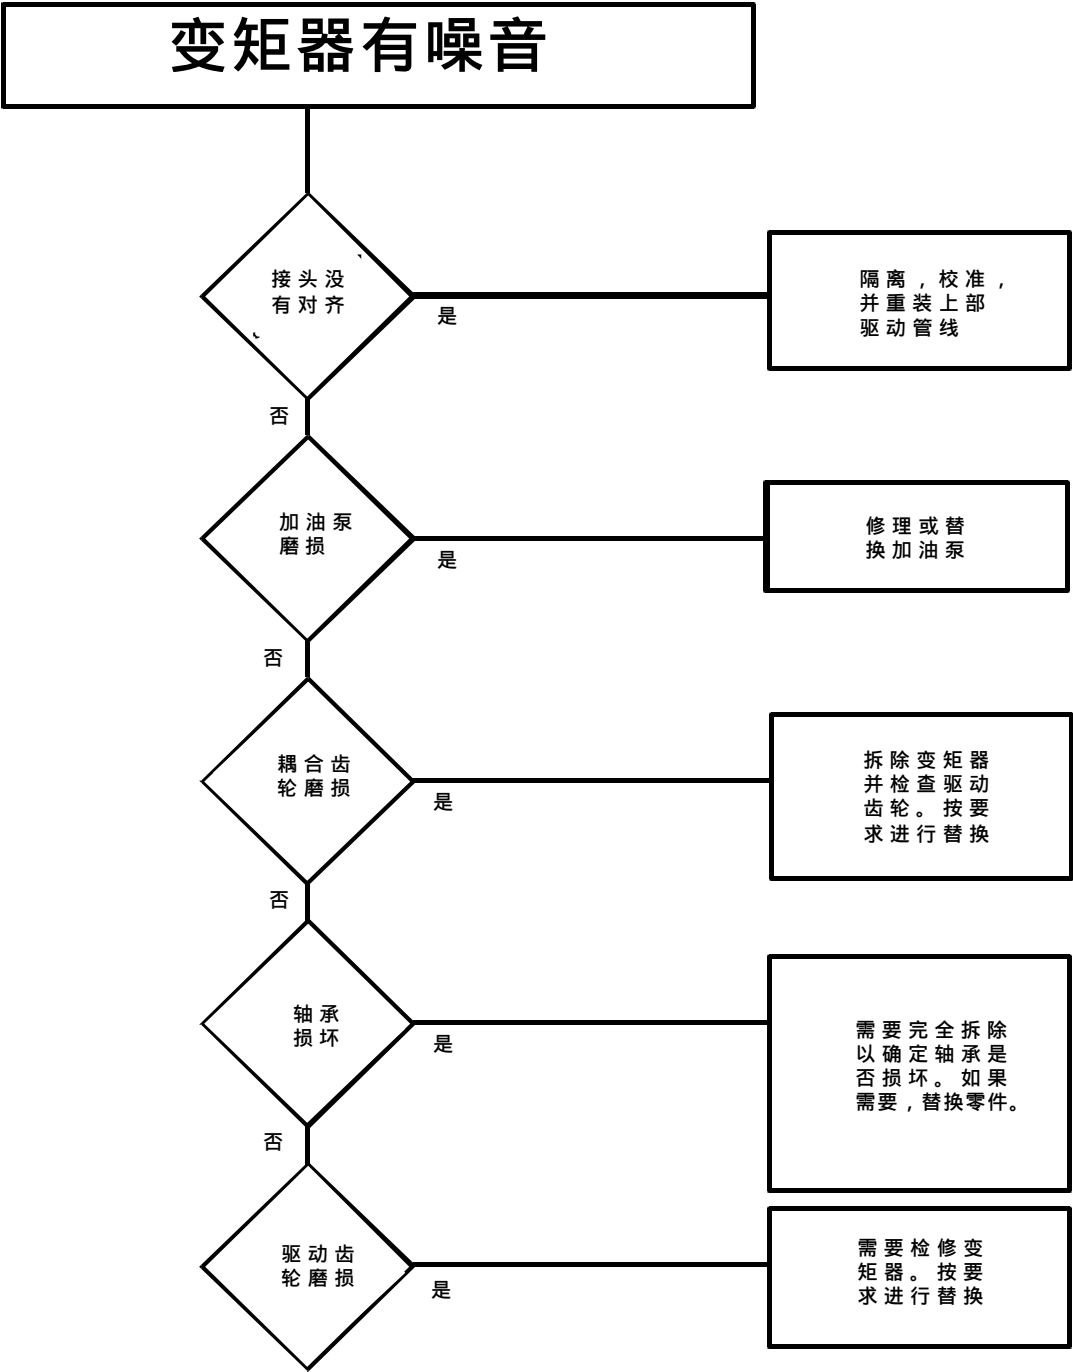 变矩器有噪音
接头没
有对齐
是
隔离，校准，
并重装上部
驱动管线
否
加油泵
磨损
是
修理或替
换加油泵
否
耦合齿
轮磨损
是
拆除变矩器
并检查驱动
齿轮。按要
求进行替换
否
轴承
损坏
是
需要完全拆除
以确定轴承是
否损坏。如果
需要，替换零件。
否
驱动齿
轮磨损
是
需要检修变
矩器。按要
求进行替换